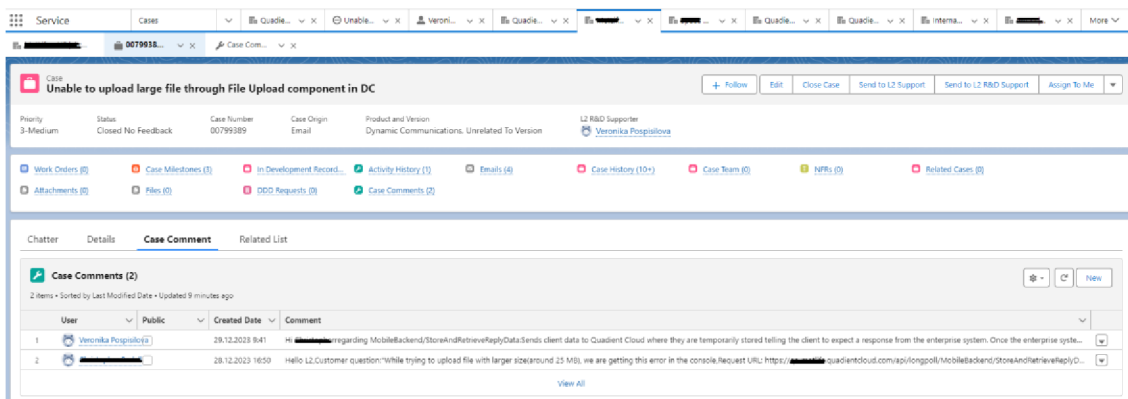 Service Cases Quadie... Unable... Veroni... Quadie... Quadie... Quadie... Interna... More
0079938... Case Com...
Case
Unable to upload large file through File Upload component in DC
+ Follow Edit Close Case Send to L2 Support Send to L2 R&D Support Assign To Me
Priority Status Case Number Case Origin Product and Version L2 R&D Supporter
3-Medium Closed No Feedback 00799389 Email Dynamic Communications. Unrelated To Version Veronika Pospisilova
Work Orders (0) Case Milestones (3) In Development Record... Activity History (1) Emails (4) Case History (10+) Case Team (0) NFRs (0) Related Cases (0)
Attachments (0) Files (0) DDD Requests (0) Case Comments (2)
Chatter Details Case Comment Related List
Case Comments (2)
New
2 items • Sorted by Last Modified Date • Updated 9 minutes ago
User Public Created Date Comment
1 Veronika Pospisilova 29.12.2023 9:41 Hi regarding MobileBackend/StoreAndRetrieveReplyData:Sends client data to Quadient Cloud where they are temporarily stored telling the client to expect a response from the enterprise system. Once the enterprise syste...
2 28.12.2023 16:50 Hello L2,Customer question:"While trying to upload file with larger size(around 25 MB), we are getting this error in the console.Request URL: https:// quadientcloud.com/api/longpoll/MobileBackend/StoreAndRetrieveReplyD...
View All